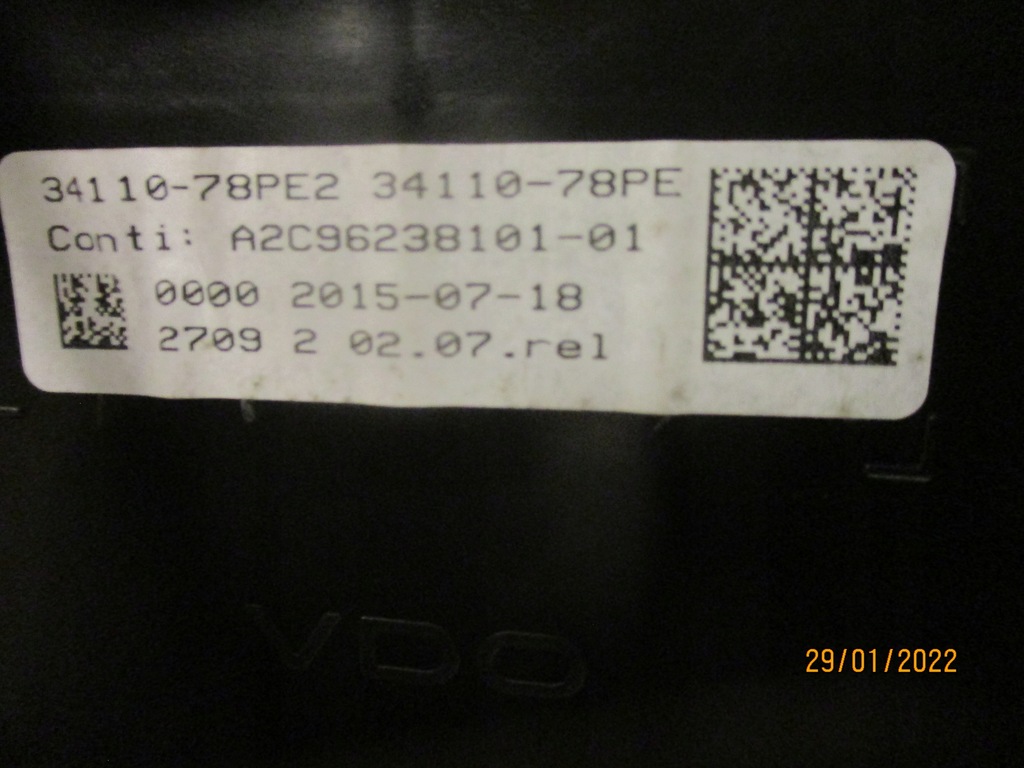 34110-78PE2 34110-78PE
Conti: A2C96238101-01
0000 2015-07-18
2709 2 02.07.rel
VDO
29/01/2022